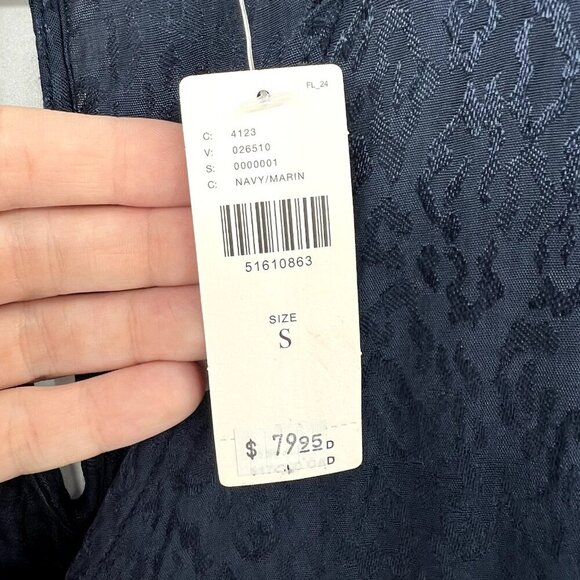 FL_24
C: 4123
V: 026510
S: 0000001
C: NAVY/MARIN
51610863
SIZE
S
$ 7925 D
D